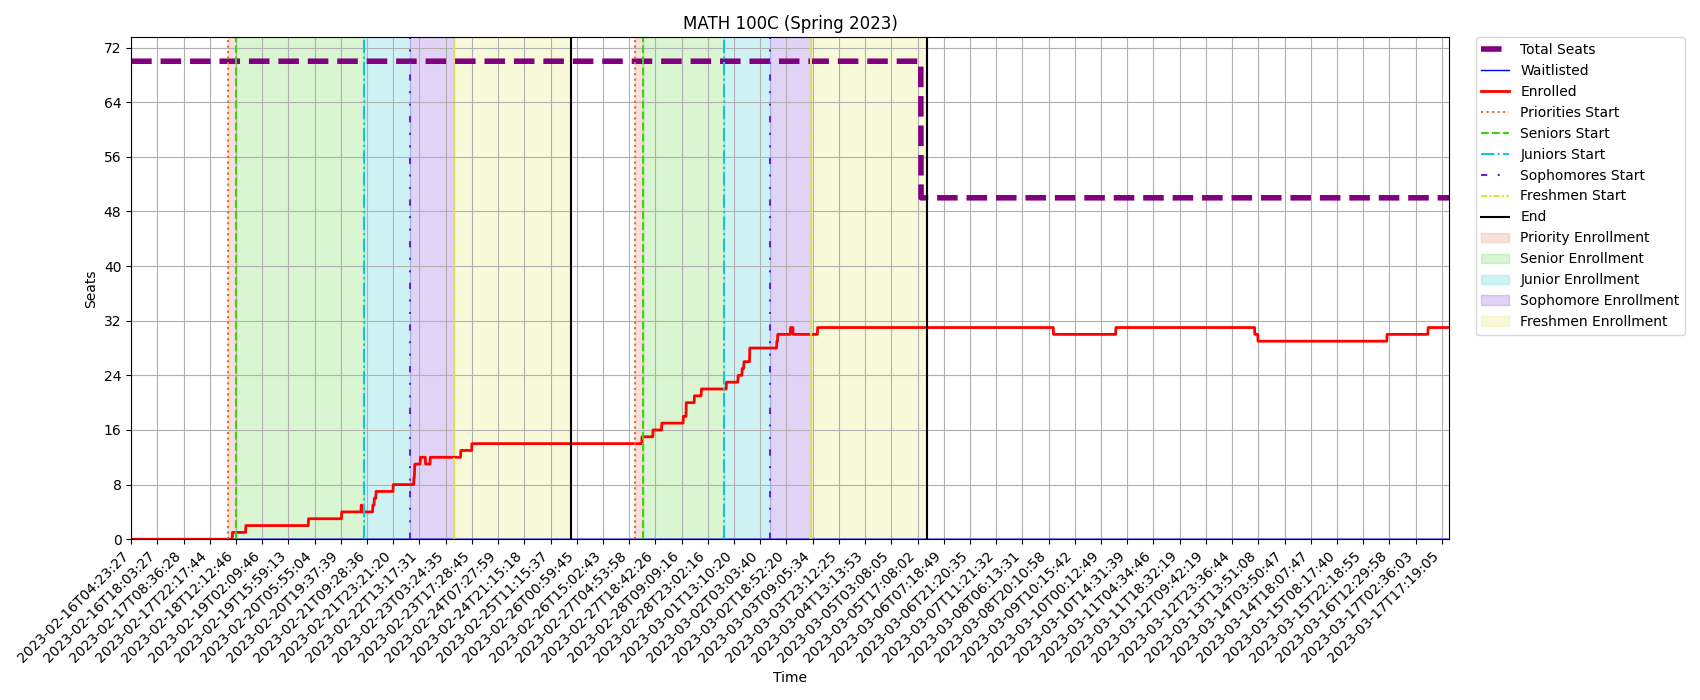 MATH 100C (Spring 2023)
72
64
56
48
40
32
24
16
8
0
Seats
2023-02-16T04:23:27
2023-02-16T18:03:27
2023-02-17T08:36:28
2023-02-17T22:17:44
2023-02-18T12:12:46
2023-02-19T02:09:46
2023-02-19T15:59:13
2023-02-20T05:55:04
2023-02-20T19:37:39
2023-02-21T09:28:36
2023-02-21T23:21:20
2023-02-22T13:17:31
2023-02-23T03:24:35
2023-02-23T17:28:45
2023-02-24T07:27:59
2023-02-24T21:15:18
2023-02-25T11:15:37
2023-02-26T00:59:45
2023-02-26T15:02:43
2023-02-27T04:53:58
2023-02-27T18:42:26
2023-02-28T09:09:16
2023-02-28T23:02:16
2023-03-01T13:10:20
2023-03-02T03:03:40
2023-03-02T18:52:20
2023-03-03T09:05:34
2023-03-03T23:12:25
2023-03-04T13:13:53
2023-03-05T03:08:05
2023-03-05T17:08:02
2023-03-06T07:18:49
2023-03-06T21:20:35
2023-03-07T11:21:32
2023-03-08T06:13:31
2023-03-08T20:10:58
2023-03-09T10:15:42
2023-03-10T00:12:49
2023-03-10T14:31:39
2023-03-11T04:34:46
2023-03-11T18:32:19
2023-03-12T09:42:19
2023-03-12T23:36:44
2023-03-13T13:51:08
2023-03-14T03:50:47
2023-03-14T18:07:47
2023-03-15T08:17:40
2023-03-15T22:18:55
2023-03-16T12:29:58
2023-03-17T02:36:03
2023-03-17T17:19:05
Time
Total Seats
Waitlisted
Enrolled
Priorities Start
Seniors Start
Juniors Start
Sophomores Start
Freshmen Start
End
Priority Enrollment
Senior Enrollment
Junior Enrollment
Sophomore Enrollment
Freshmen Enrollment